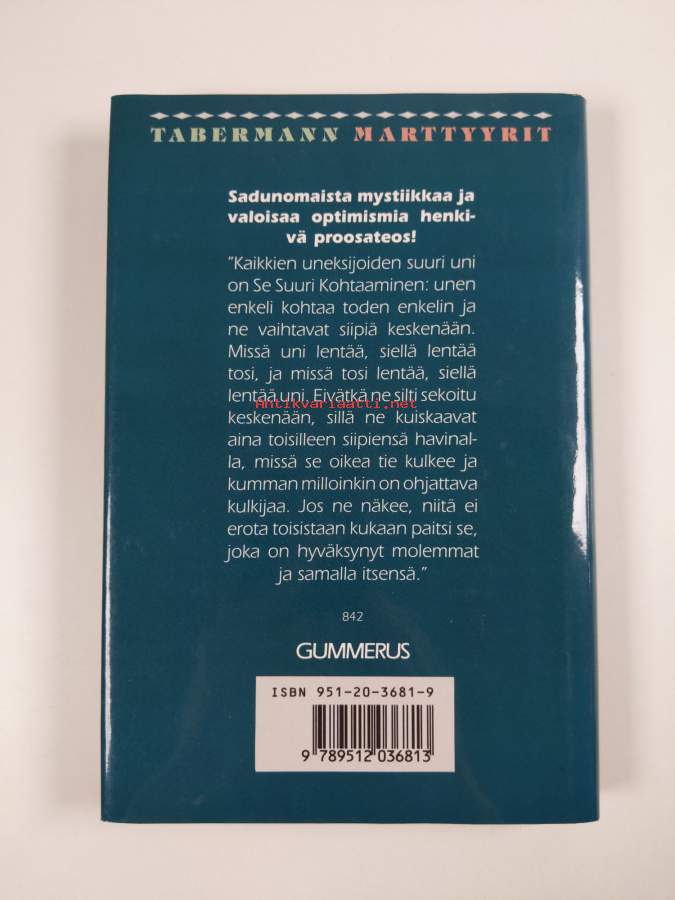 TABERMANN MARTTYYRIT
Sadunomaista mystiikkaa ja
valoisaa optimismia henki-
vä proosateos!
”Kaikkien uneksijoiden suuri uni
on Se Suuri Kohtaaminen: unen
enkeli kohtaa toden enkelin ja
ne vaihtavat siipiä keskenään.
Missä uni lentää, siellä lentää
tosi, ja missä tosi lentää, siellä
lentää uni. Eivätkä ne silti sekoitu
Antikvariaatti.net
keskenään, sillä ne kuiskaavat
aina toisilleen siipiensä havinal-
la, missä se oikea tie kulkee ja
kumman milloinkin on ohjattava
kulkijaa. Jos ne näkee, niitä ei
erota toisistaan kukaan paitsi se,
joka on hyväksynyt molemmat
ja samalla itsensä.”
842
GUMMERUS
ISBN 951-20-3681-9
9 789512 036813